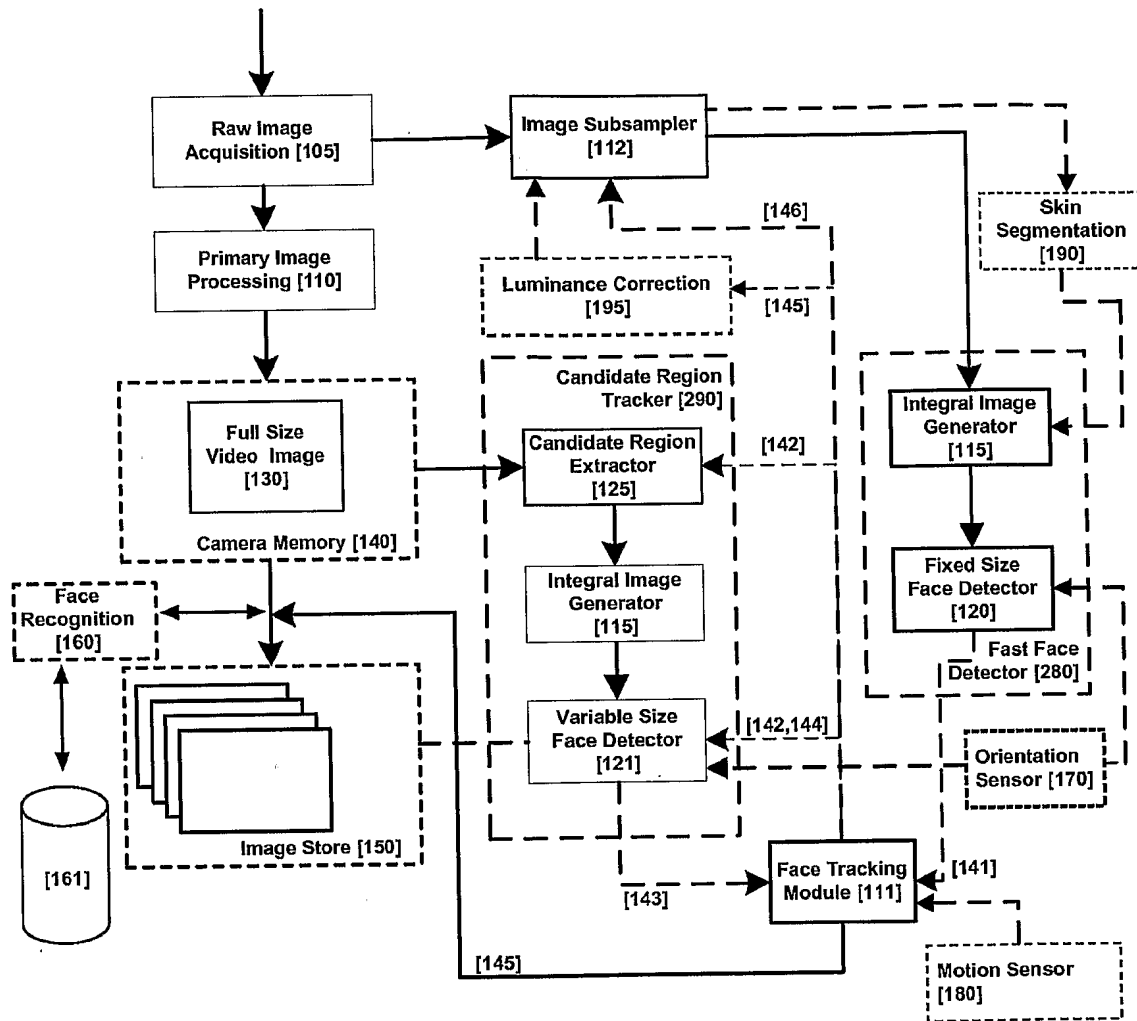 Raw Image
Acquisition [105]
Image Subsampler
[112]
Skin
Segmentation
[190]
[146]
Primary Image
Processing [110]
Luminance Correction
[195]
[145]
Candidate Region
Tracker [290]
Full Size
Video Image
[130]
Camera Memory [140]
Candidate Region
Extractor
[125]
[142]
Integral Image
Generator
[115]
Integral Image
Generator
[115]
Fixed Size
Face Detector
[120]
Fast Face
Detector [280]
Face
Recognition
[160]
Variable Size
Face Detector
[121]
[142,144]
Orientation
Sensor [170]
Image Store [150]
[161]
[143]
Face Tracking
Module [111]
[141]
[145]
Motion Sensor
[180]